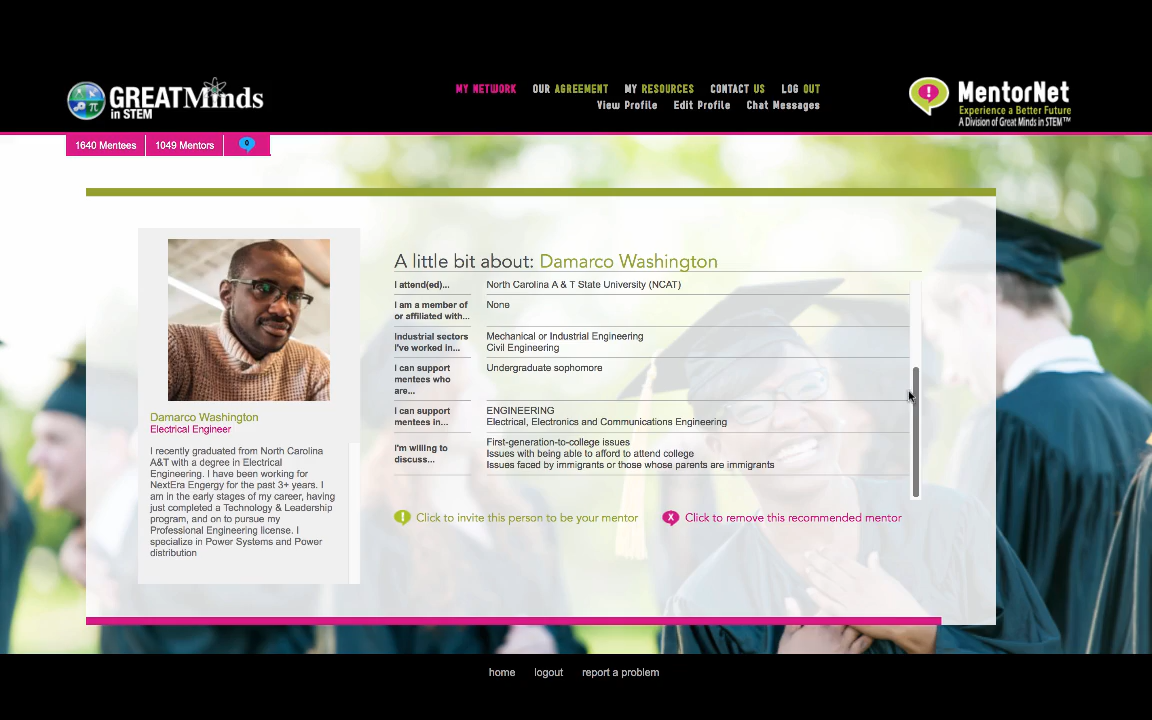 GREATMinds
in STEM
MY NETWORK OUR AGREEMENT MY RESOURCES CONTACT US LOG OUT
View Profile Edit Profile Chat Messages
MentorNet
Experience a Better Future
A Division of Great Minds in STEM™
1640 Mentees 1049 Mentors 0
A little bit about: Damarco Washington
I attend(ed)... North Carolina A & T State University (NCAT)
I am a member of None
or affiliated with...
Industrial sectors Mechanical or Industrial Engineering
I've worked in... Civil Engineering
I can support Undergraduate sophomore
mentees who
are...
I can support ENGINEERING
mentees in... Electrical, Electronics and Communications Engineering
I'm willing to First-generation-to-college issues
discuss... Issues with being able to afford to attend college
Issues faced by immigrants or those whose parents are immigrants
! Click to invite this person to be your mentor X Click to remove this recommended mentor
Damarco Washington
Electrical Engineer
I recently graduated from North Carolina
A&T with a degree in Electrical
Engineering. I have been working for
NextEra Engergy for the past 3+ years. I
am in the early stages of my career, having
just completed a Technology & Leadership
program, and on to pursue my
Professional Engineering license. I
specialize in Power Systems and Power
distribution
home logout report a problem